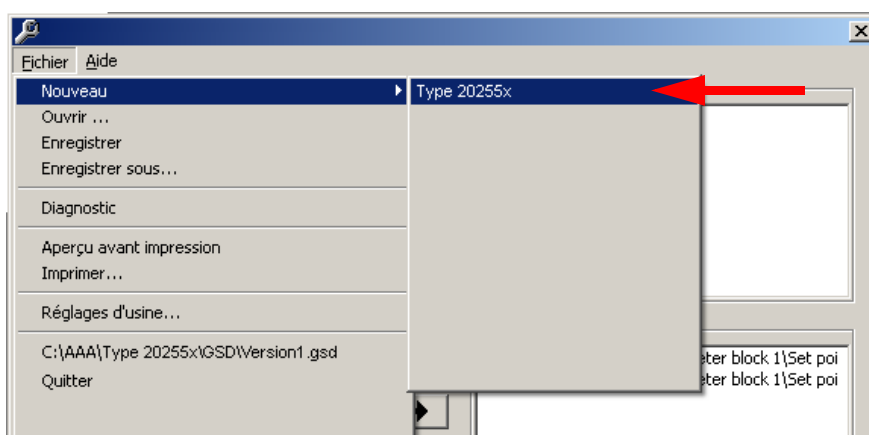 Fichier Aide
Nouveau
Type 20255x
Ouvrir ...
Enregistrer
Enregistrer sous...
Diagnostic
Aperçu avant impression
Imprimer...
Réglages d'usine...
C:\AAA\Type 20255x\GSD\Version1.gsd
Quitter
eter block 1\Set poi
eter block 1\Set poi